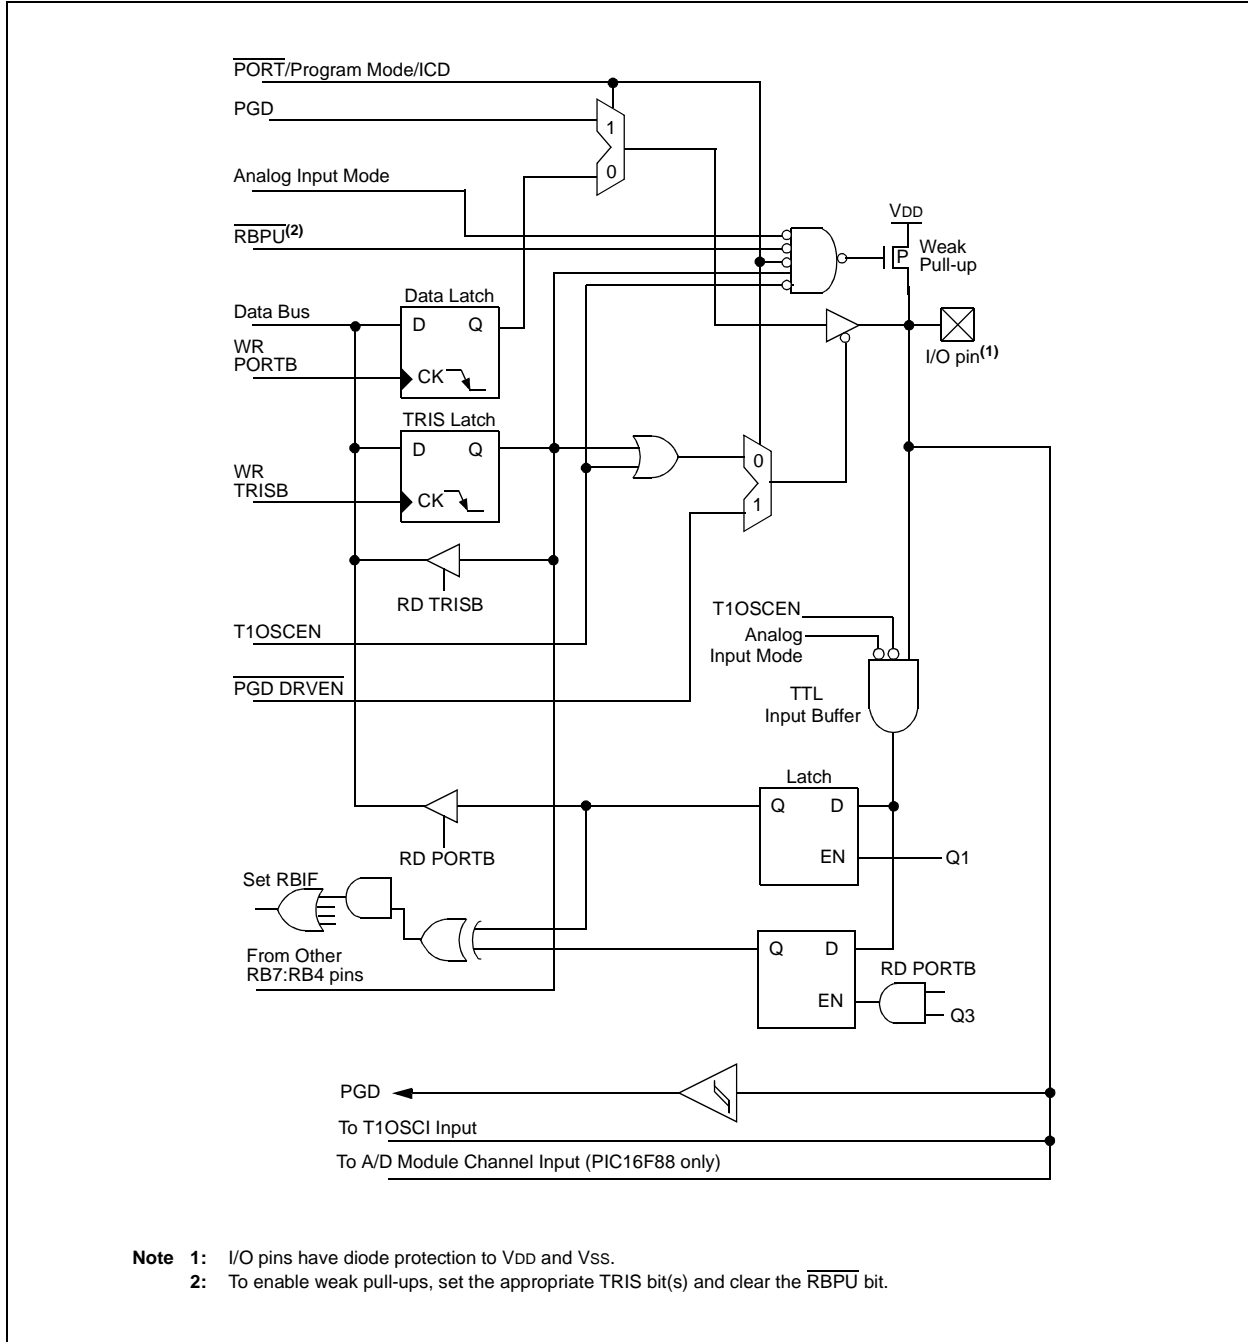 PORT/Program Mode/ICD
PGD
1
0
Analog Input Mode
RBPU(2)
VDD
P
Weak
Pull-up
Data Bus
Data Latch
D Q
CK
WR
PORTB
I/O pin(1)
TRIS Latch
D Q
CK
WR
TRISB
0
1
RD TRISB
T1OSCEN
PGD DRVEN
T1OSCEN
Analog
Input Mode
TTL
Input Buffer
Latch
Q D
EN
Q1
RD PORTB
Set RBIF
From Other
RB7:RB4 pins
Q D
EN
RD PORTB
Q3
PGD
To T1OSCI Input
To A/D Module Channel Input (PIC16F88 only)
Note 1: I/O pins have diode protection to VDD and VSS.
2: To enable weak pull-ups, set the appropriate TRIS bit(s) and clear the RBPU bit.